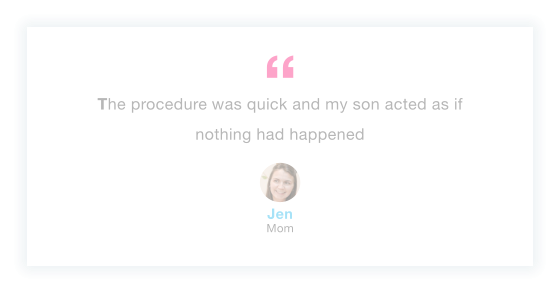 “
The procedure was quick and my son acted as if
nothing had happened
Jen
Mom